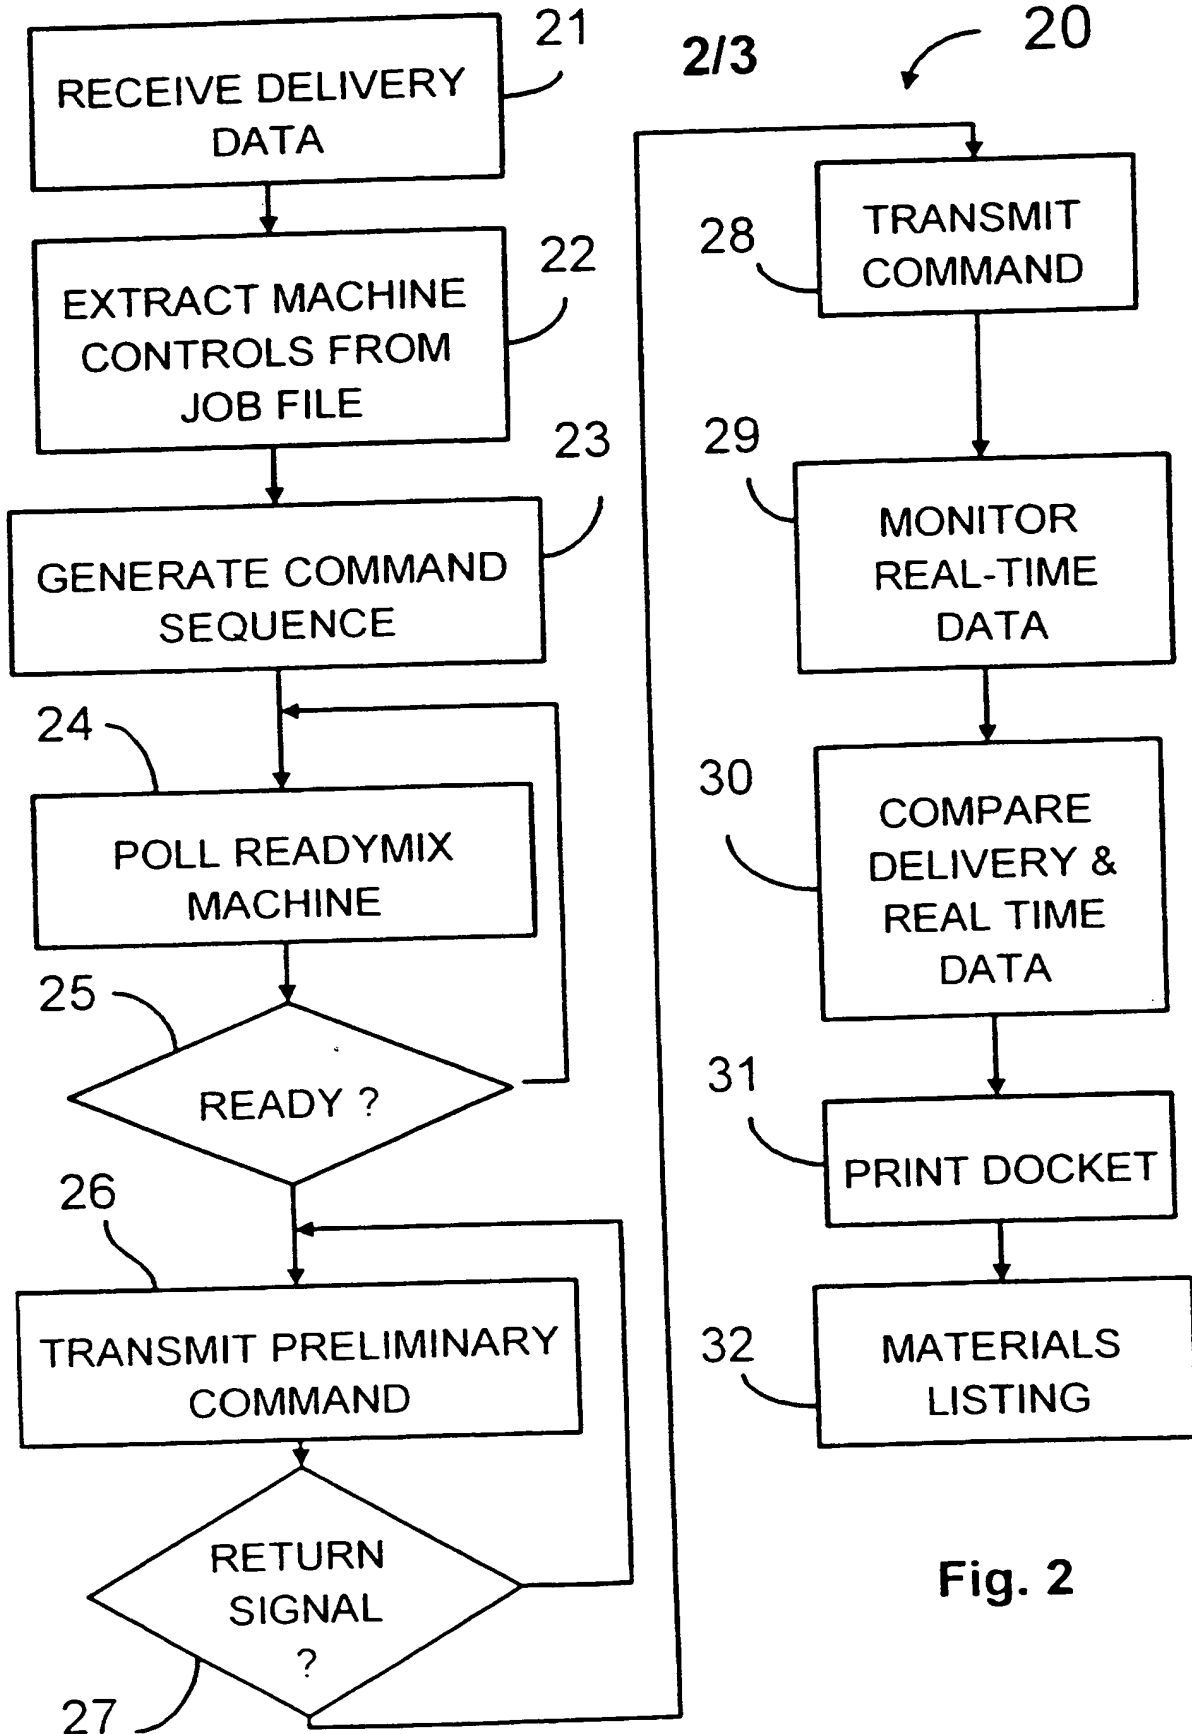 2/3
20
21
RECEIVE DELIVERY
DATA
22
EXTRACT MACHINE
CONTROLS FROM
JOB FILE
23
GENERATE COMMAND
SEQUENCE
24
POLL READYMIX
MACHINE
25
READY ?
26
TRANSMIT PRELIMINARY
COMMAND
RETURN
SIGNAL
?
27
28
TRANSMIT
COMMAND
29
MONITOR
REAL-TIME
DATA
30
COMPARE
DELIVERY &
REAL TIME
DATA
31
PRINT DOCKET
32
MATERIALS
LISTING
Fig. 2